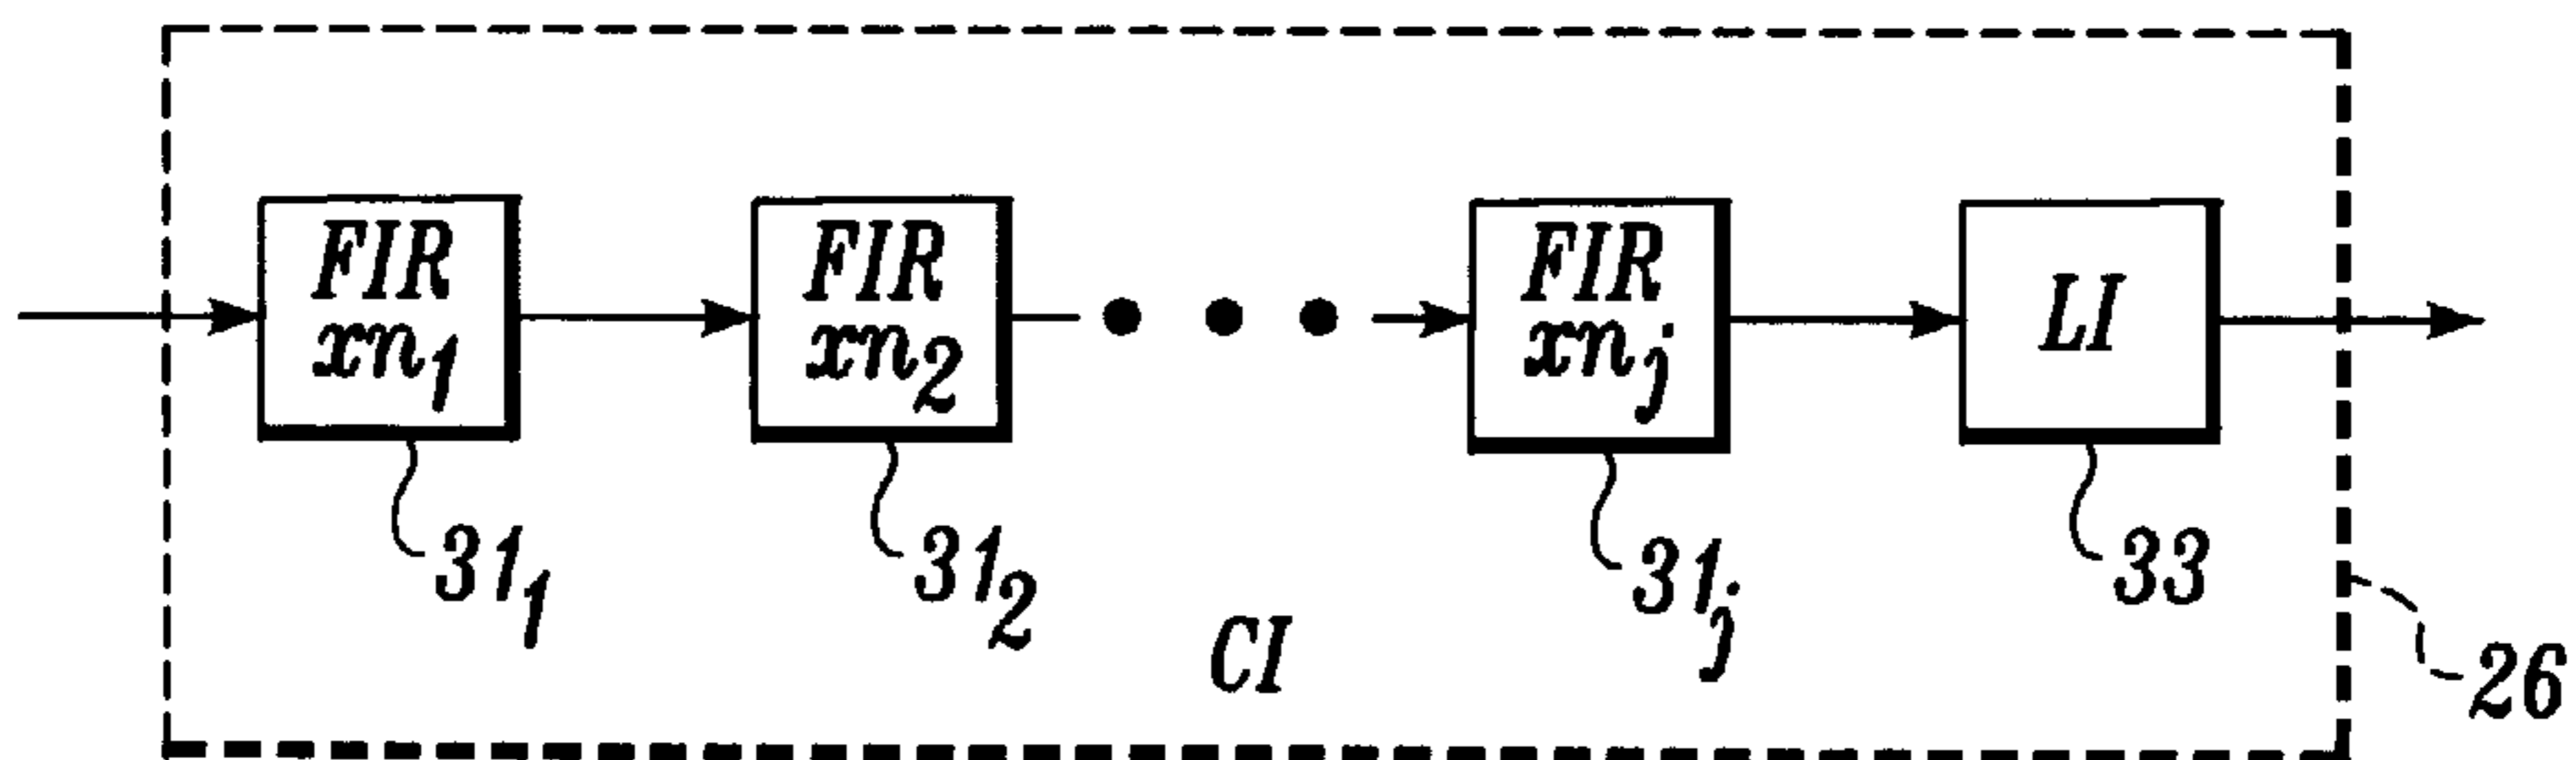 FIR
xn₁
FIR
xn₂
FIR
xnⱼ
LI
31₁
31₂
31ⱼ
33
CI
26